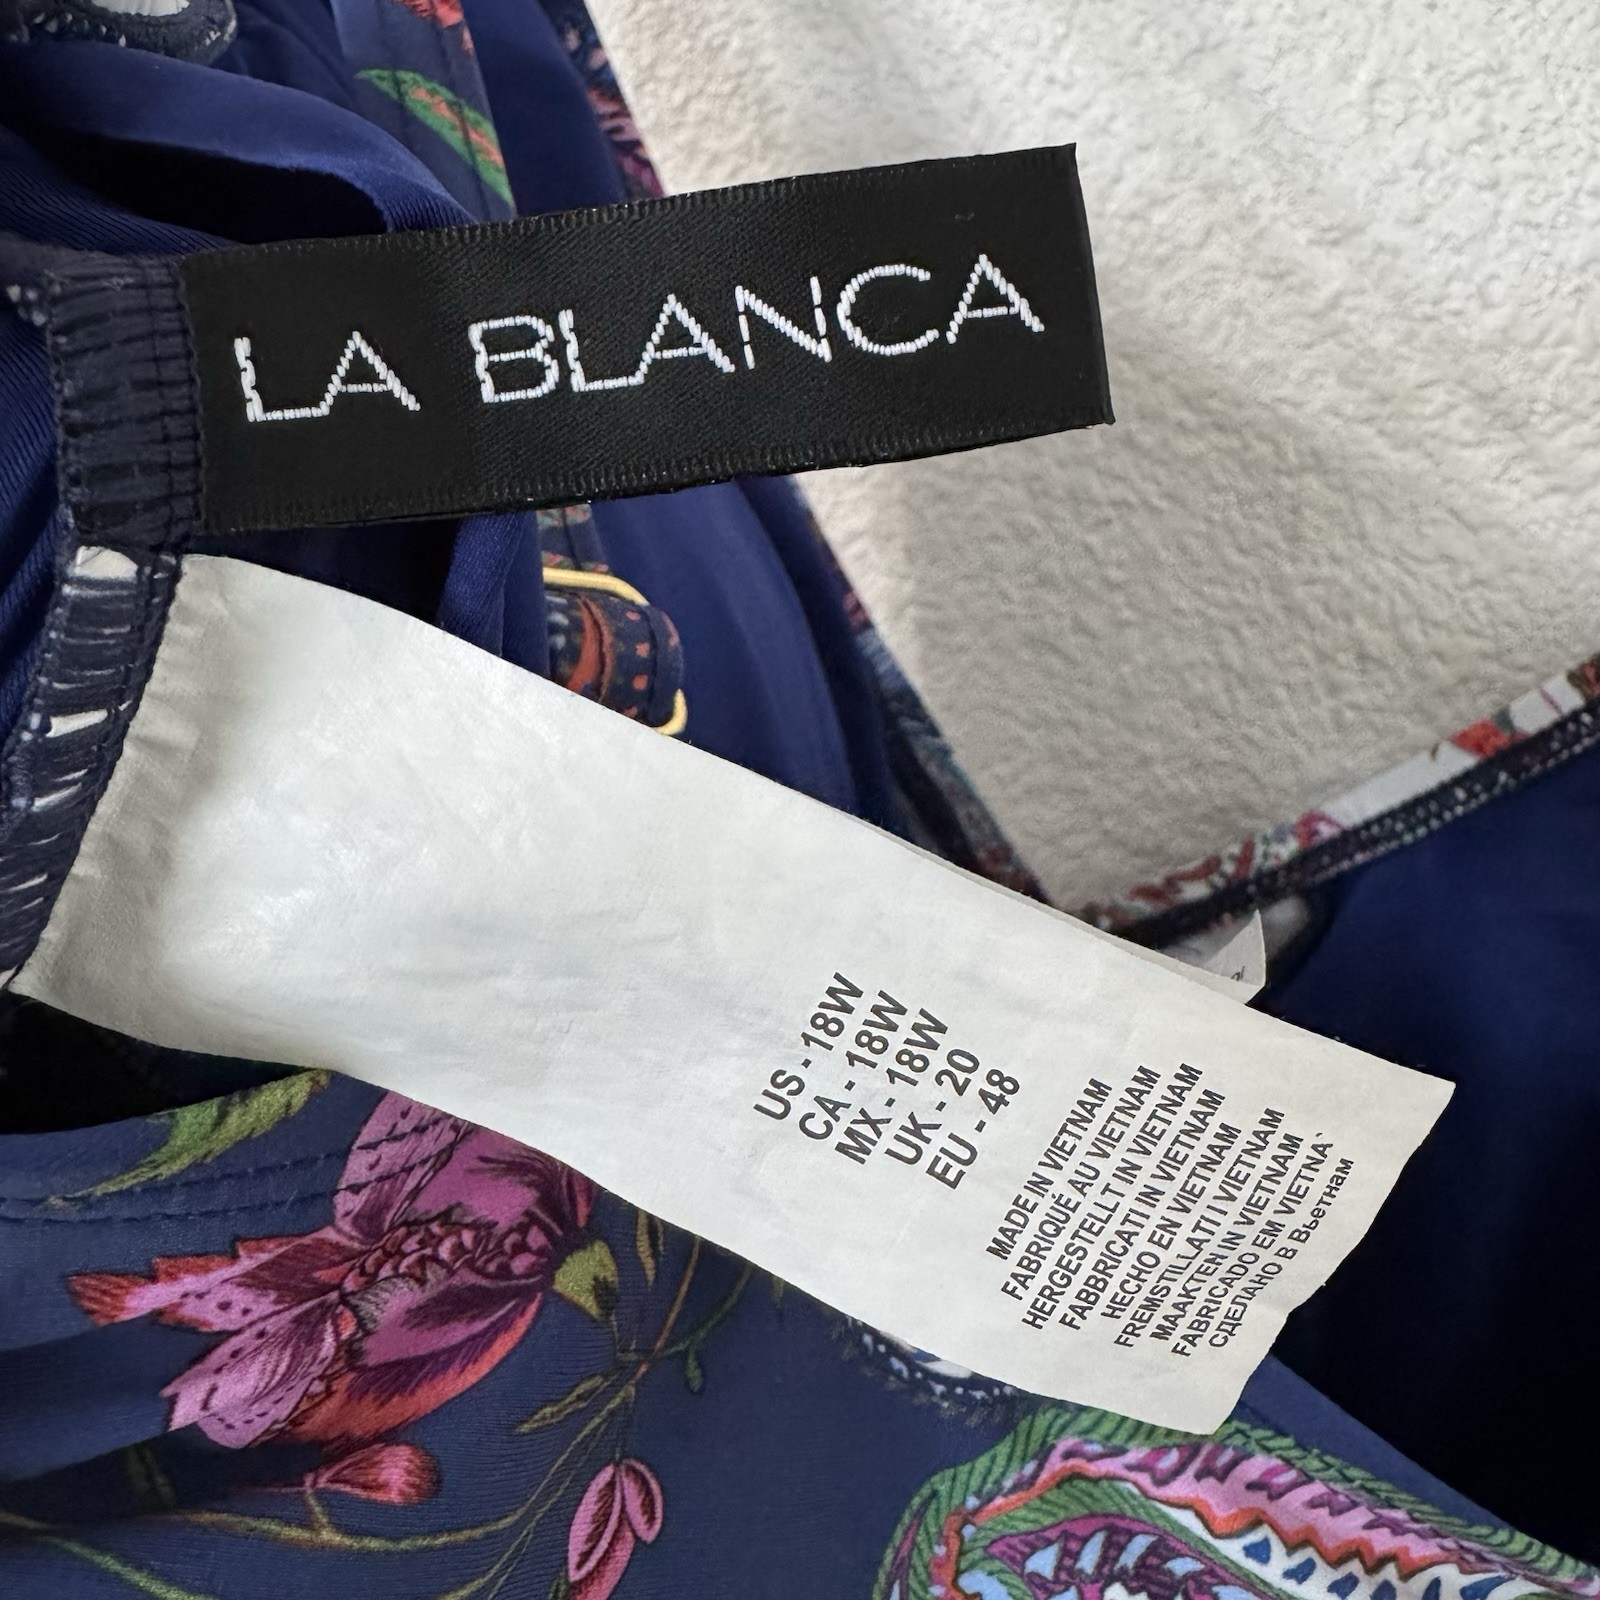 LA BLANCA
US - 18W
CA - 18W
MX - 18W
UK - 20
EU - 48
MADE IN VIETNAM
FABRIQUÉ AU VIETNAM
HERGESTELLT IN VIETNAM
FABBRICATI IN VIETNAM
HECHO EN VIETNAM
FREMSTILLATI I VIETNAM
MAAKTEN IN VIETNAM
FABRICADO EM VIETNA`
СДЕЛАНО В Вьетнам